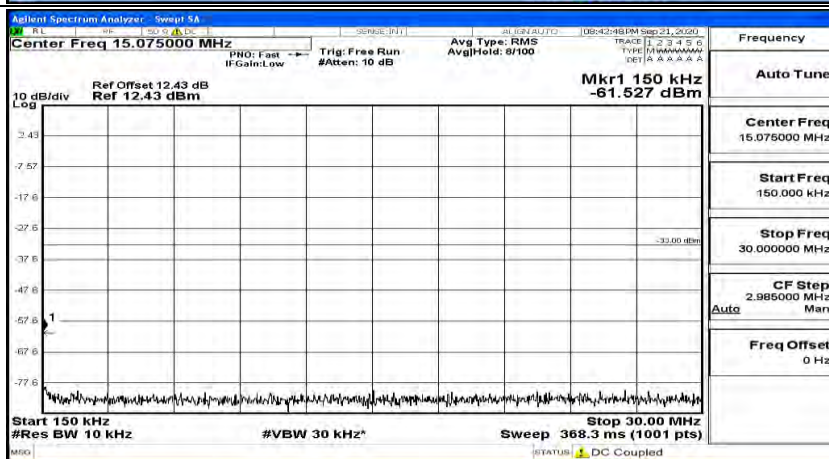 Agilent Spectrum Analyzer - Swept SA
RL RF 50 Ω DC SENSE:INT ALIGN AUTO 08:42:48 PM Sep 21, 2020
Center Freq 15.075000 MHz
PNO: Fast
IFGain:Low
Trig: Free Run
#Atten: 10 dB
Avg Type: RMS
Avg|Hold: 8/100
TRACE 1 2 3 4 5 6
TYPE MWWWWW
DET A A A A A A
Mkr1 150 kHz
-61.527 dBm
Ref Offset 12.43 dB
10 dB/div Ref 12.43 dBm
Log
2.43
-7.57
-17.6
-27.6
-33.00 dBm
-37.6
-47.6
-57.6
1
-67.6
-77.6
Start 150 kHz Stop 30.00 MHz
#Res BW 10 kHz #VBW 30 kHz* Sweep 368.3 ms (1001 pts)
MSG STATUS DC Coupled
Frequency
Auto Tune
Center Freq
15.075000 MHz
Start Freq
150.000 kHz
Stop Freq
30.000000 MHz
CF Step
2.985000 MHz
Auto Man
Freq Offset
0 Hz